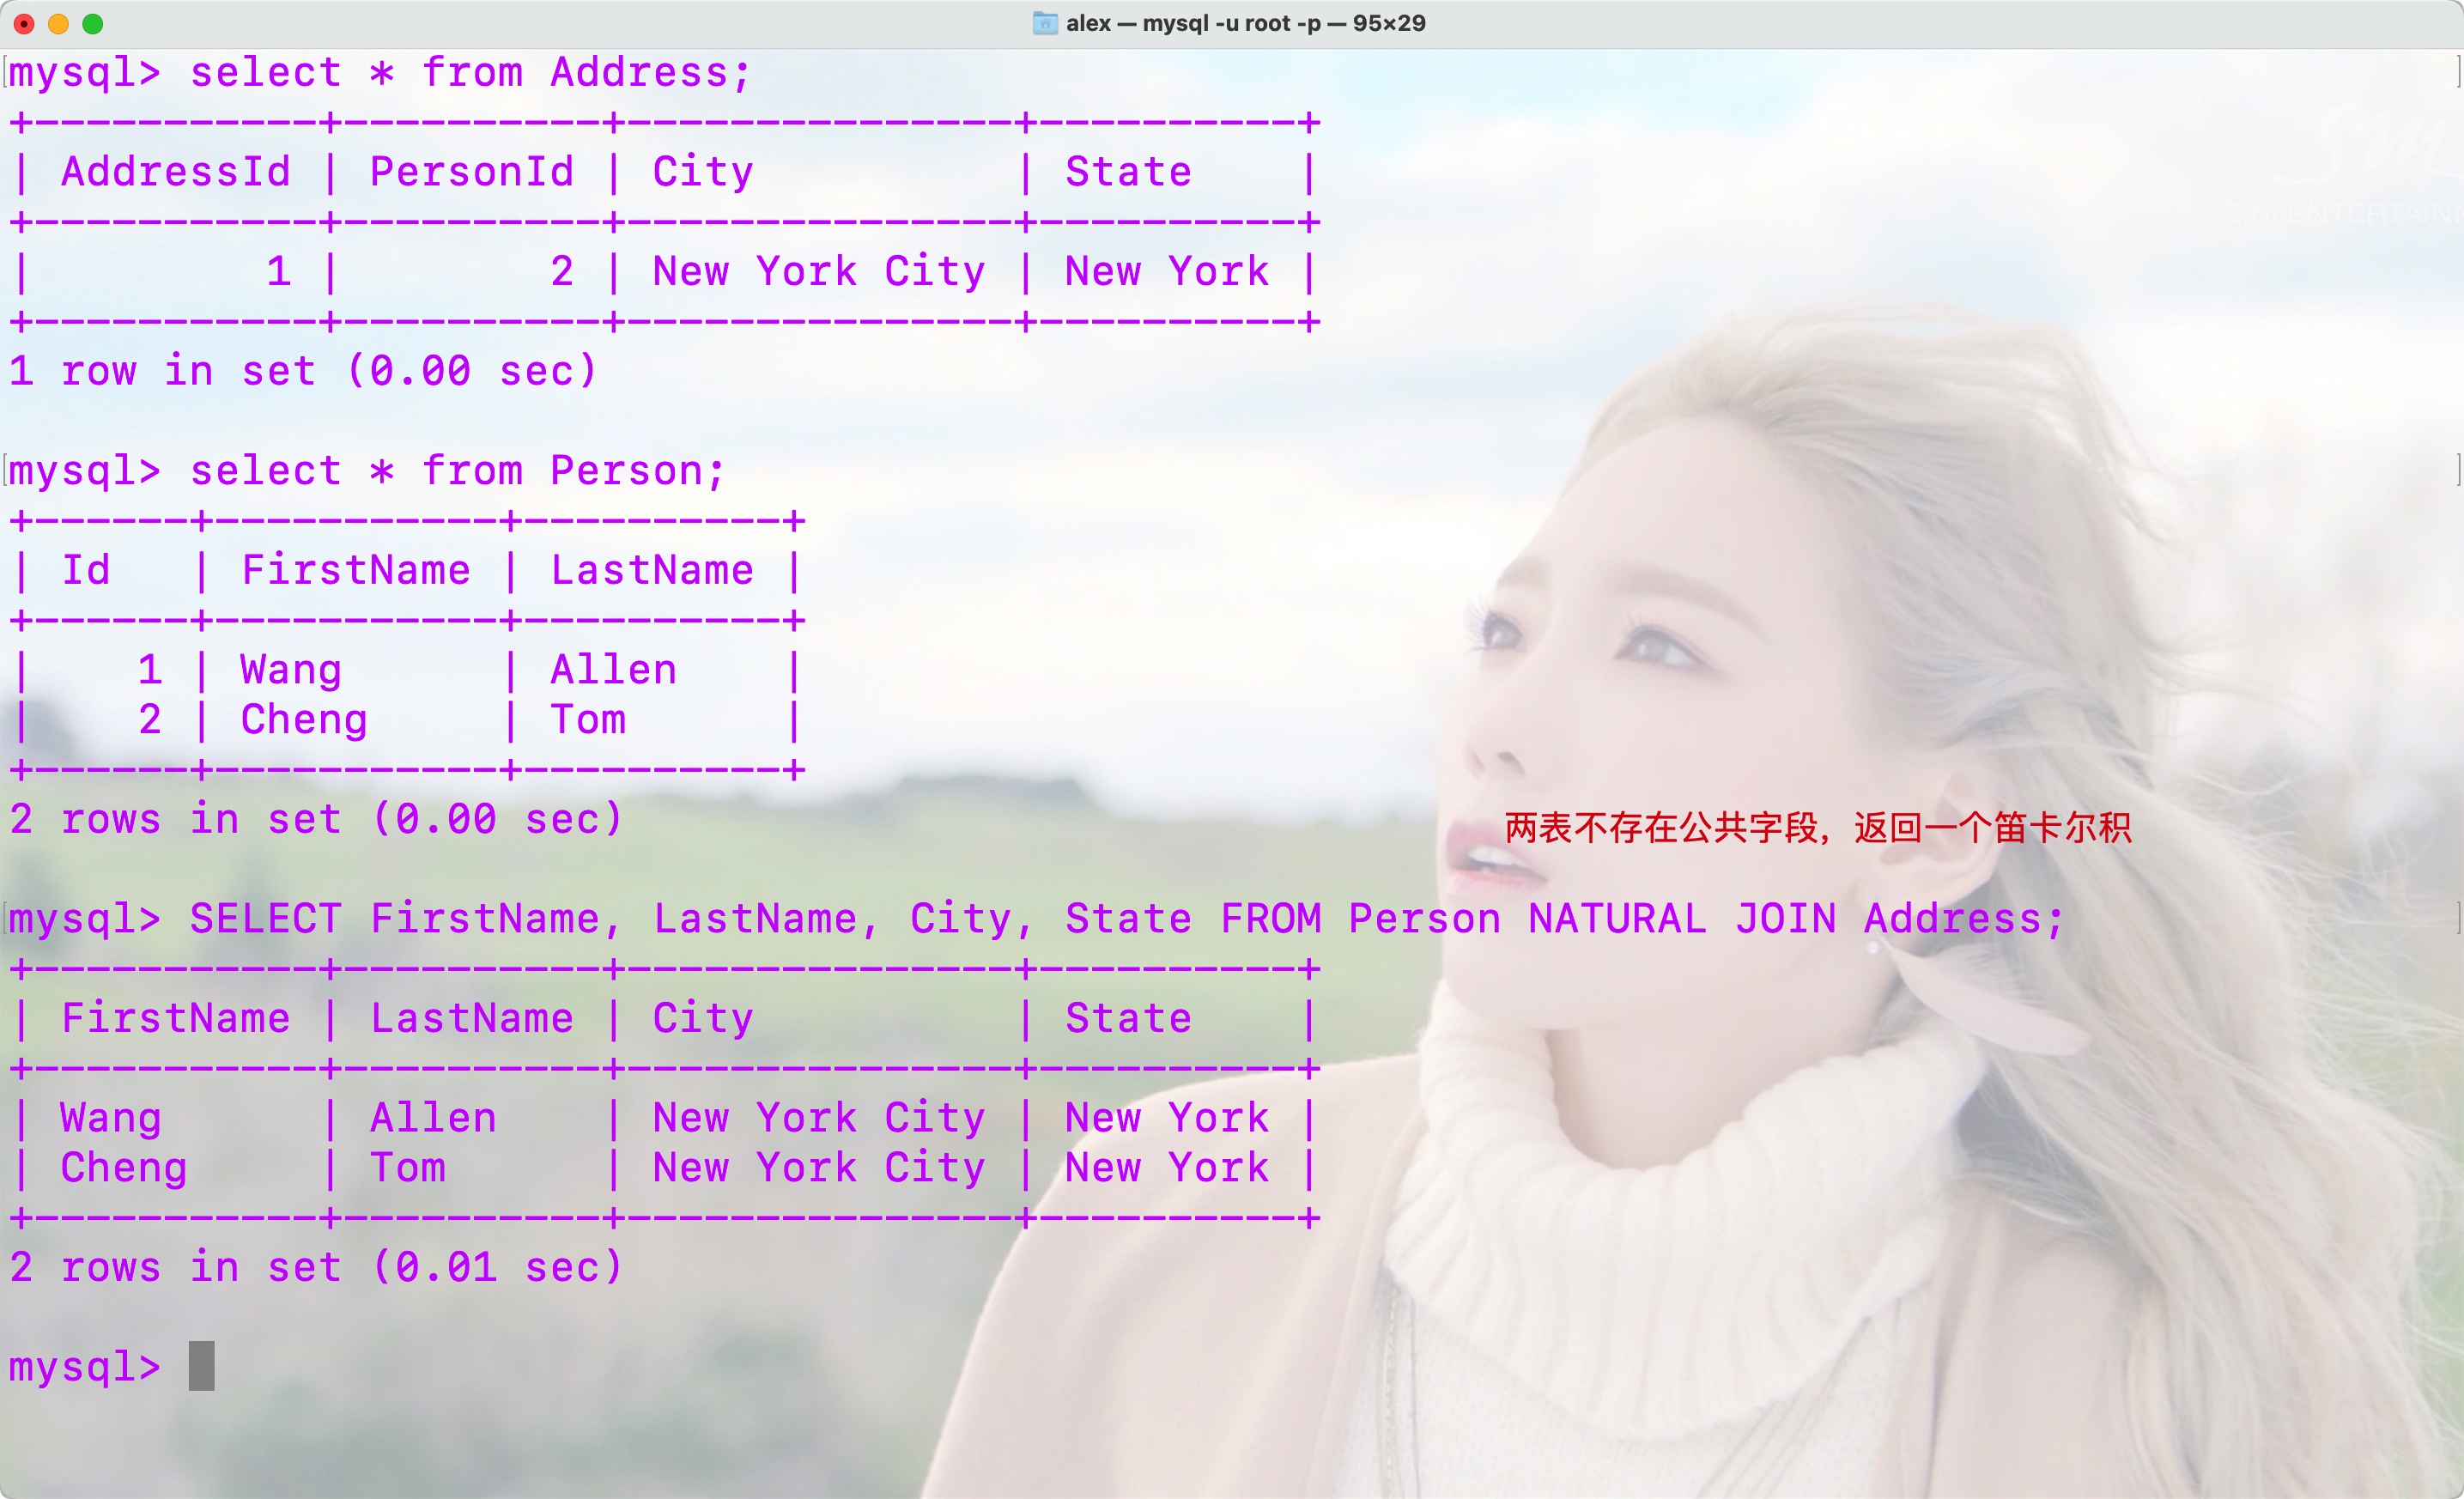 alex — mysql -u root -p — 95×29
mysql> select * from Address;
+-----------+----------+---------------+----------+
| AddressId | PersonId | City          | State    |
+-----------+----------+---------------+----------+
|         1 |        2 | New York City | New York |
+-----------+----------+---------------+----------+
1 row in set (0.00 sec)
mysql> select * from Person;
+------+-----------+----------+
| Id   | FirstName | LastName |
+------+-----------+----------+
|    1 | Wang      | Allen    |
|    2 | Cheng     | Tom      |
+------+-----------+----------+
2 rows in set (0.00 sec)
两表不存在公共字段，返回一个笛卡尔积
mysql> SELECT FirstName, LastName, City, State FROM Person NATURAL JOIN Address;
+-----------+----------+---------------+----------+
| FirstName | LastName | City          | State    |
+-----------+----------+---------------+----------+
| Wang      | Allen    | New York City | New York |
| Cheng     | Tom      | New York City | New York |
+-----------+----------+---------------+----------+
2 rows in set (0.01 sec)
mysql>